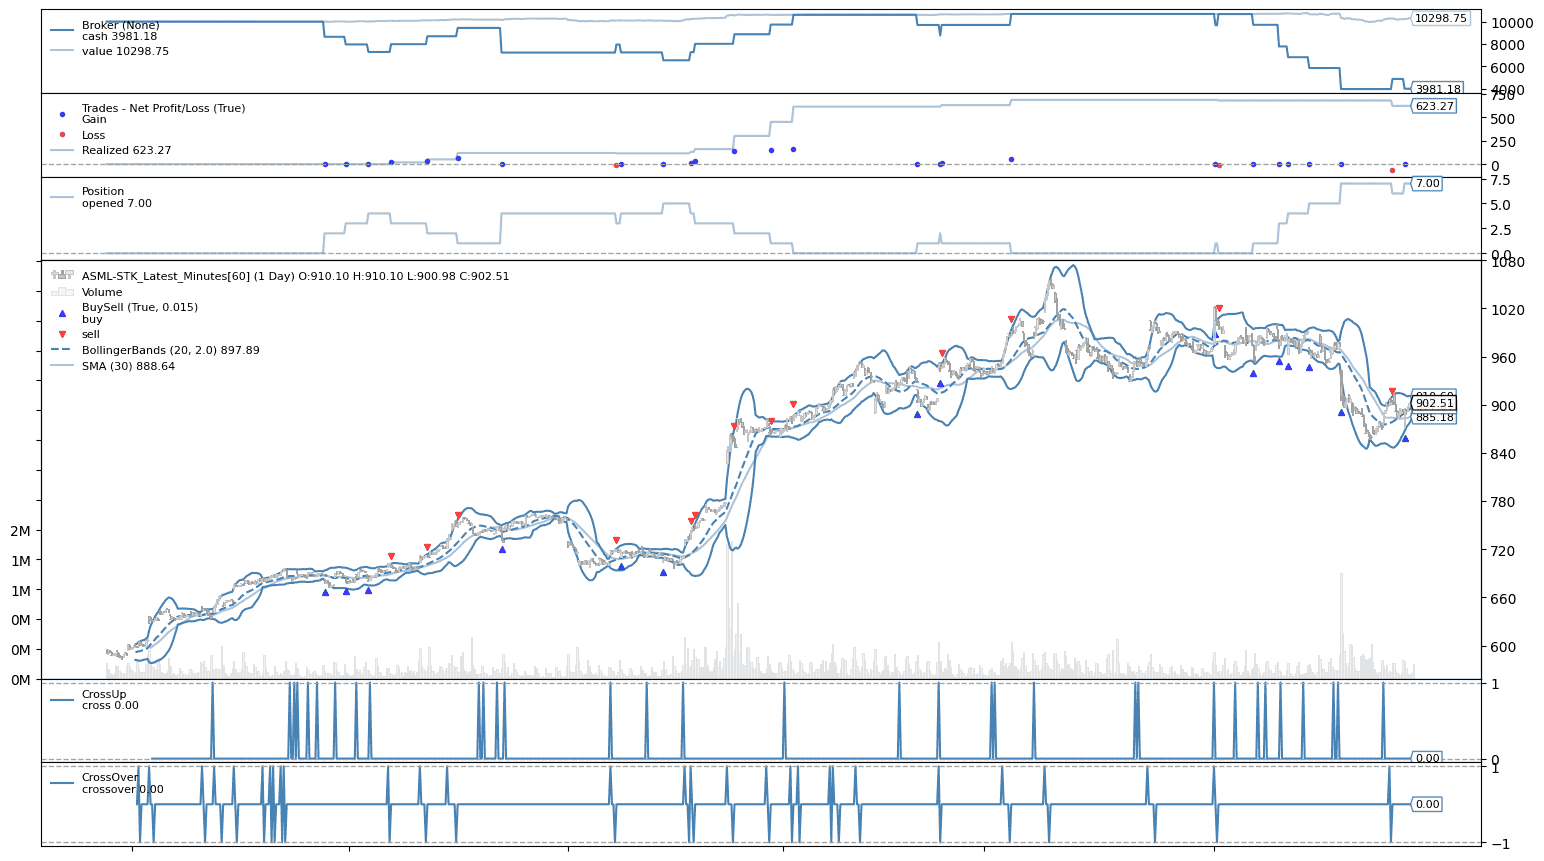 Broker (None)
cash 3981.18
value 10298.75
10298.75
10000
8000
6000
4000
3981.18
Trades - Net Profit/Loss (True)
Gain
Loss
Realized 623.27
750
623.27
500
250
0
Position
opened 7.00
7.5
7.00
5.0
2.5
0.0
ASML-STK_Latest_Minutes[60] (1 Day) O:910.10 H:910.10 L:900.98 C:902.51
Volume
BuySell (True, 0.015)
buy
sell
BollingerBands (20, 2.0) 897.89
SMA (30) 888.64
1080
1020
960
900
840
780
720
660
600
902.51
885.18
2M
1M
1M
0M
0M
0M
CrossUp
cross 0.00
1
0
0.00
CrossOver
crossover 0.00
1
0.00
−1